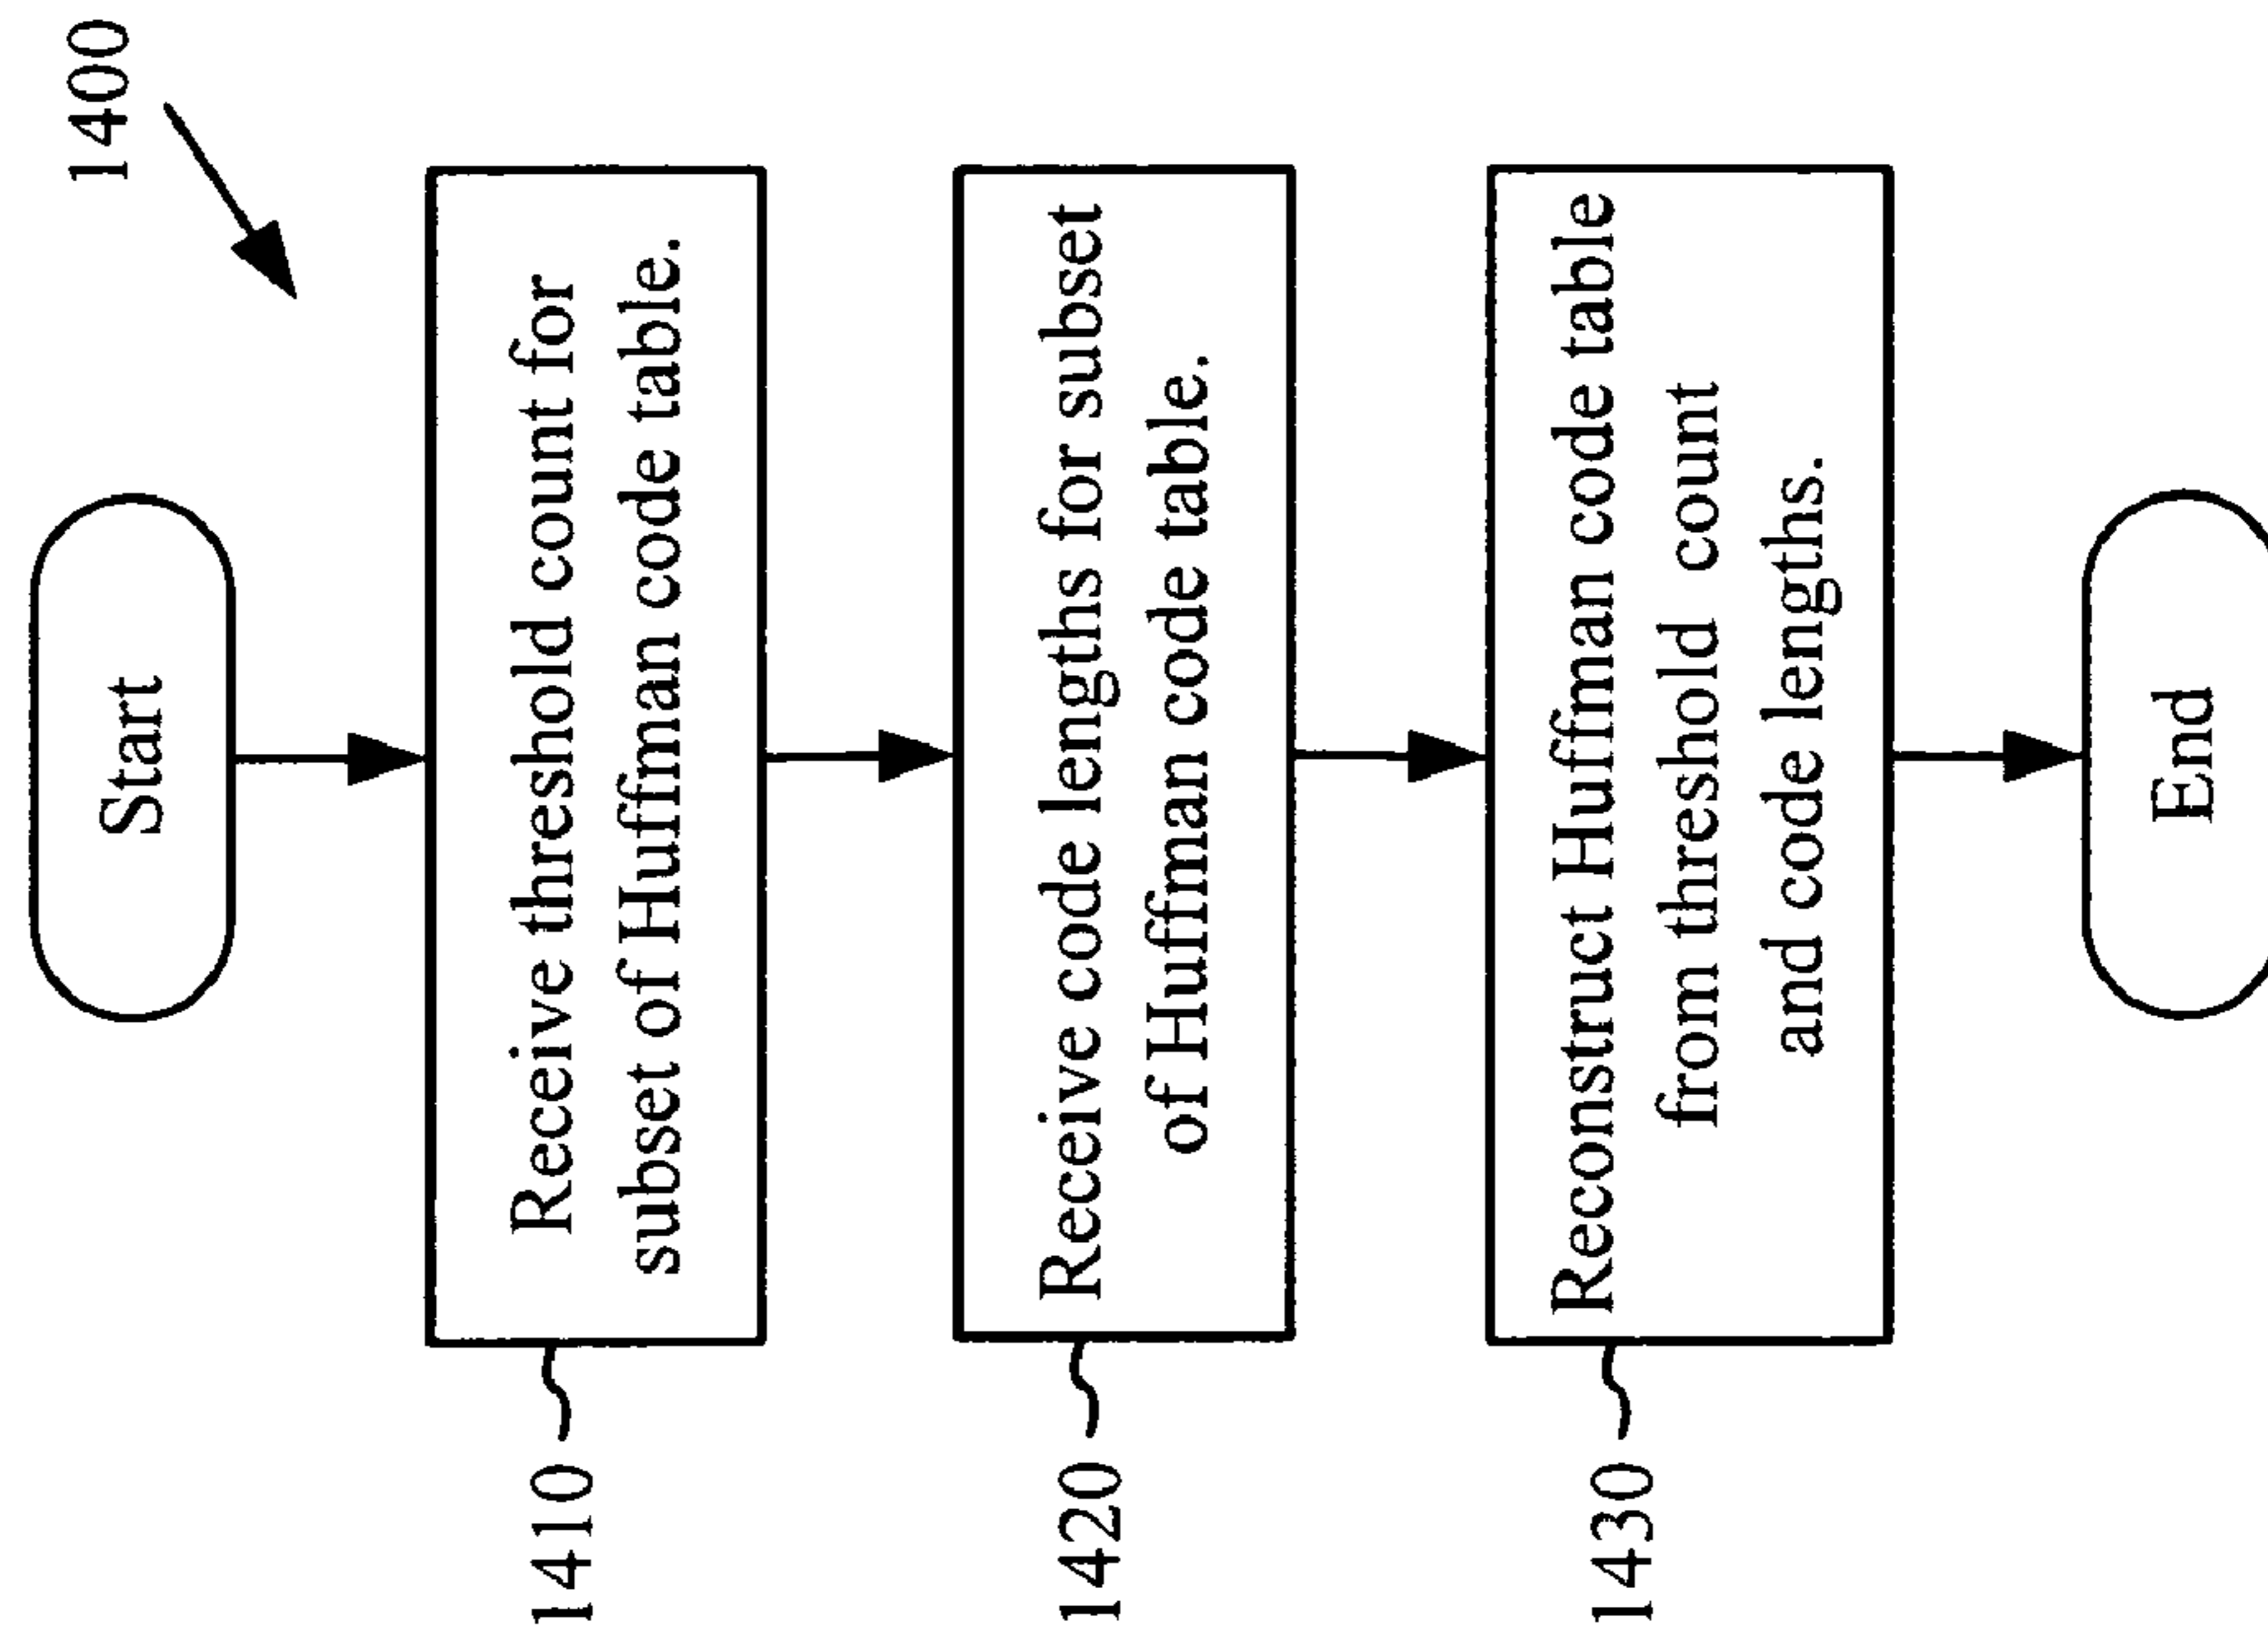 1400
Start
1410
Receive threshold count for
subset of Huffman code table.
1420
Receive code lengths for subset
of Huffman code table.
1430
Reconstruct Huffman code table
from threshold count
and code lengths.
End